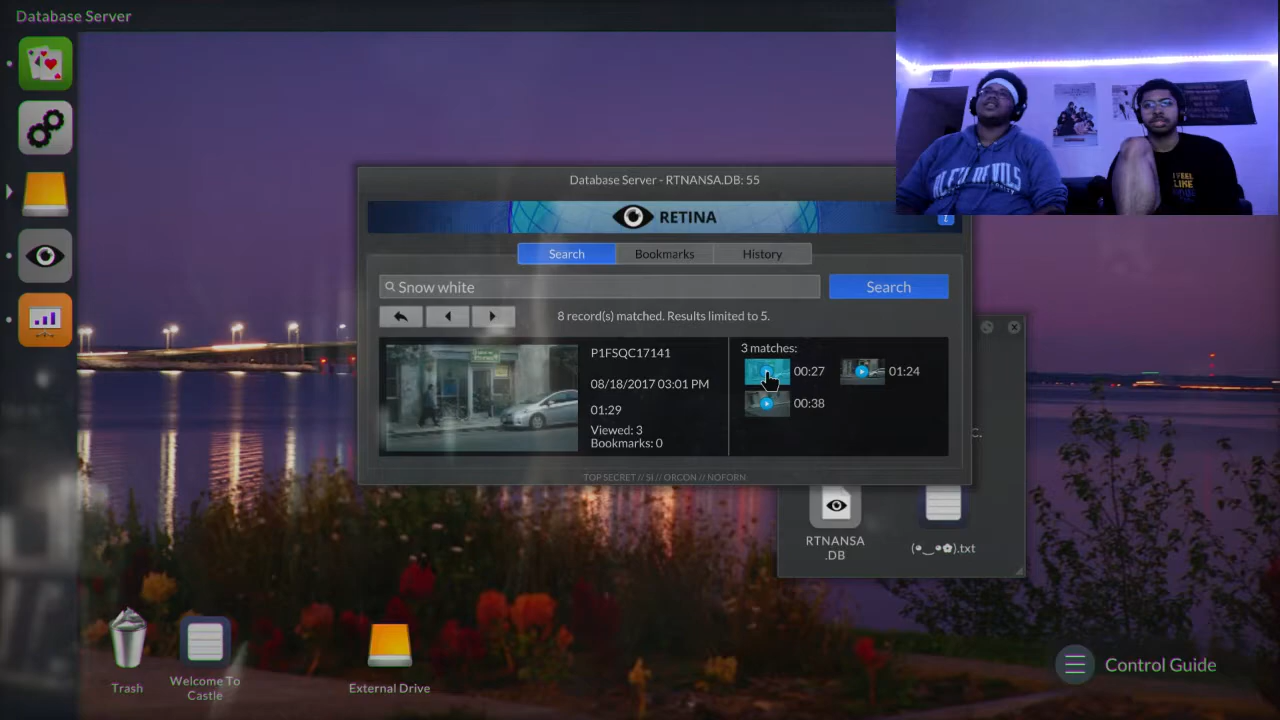 Database Server
Database Server - RTNANSA.DB: 55
RETINA
Search
Bookmarks
History
Snow white
Search
8 record(s) matched. Results limited to 5.
P1FSQC17141
08/18/2017 03:01 PM
01:29
Viewed: 3
Bookmarks: 0
3 matches:
00:27
01:24
00:38
TOP SECRET // SI // ORCON // NOFORN
RTNANSA
.DB
(•‿•✿).txt
Trash
Welcome To
Castle
External Drive
Control Guide
I FEEL
LIKE